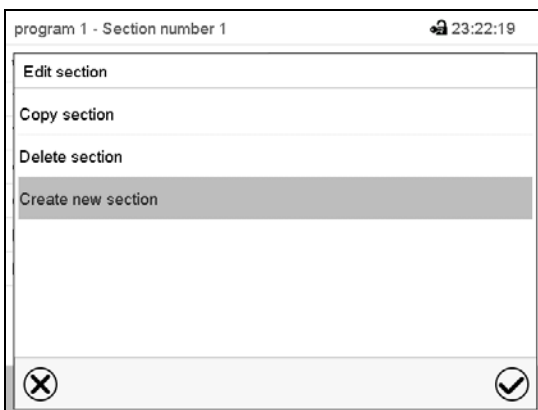 program 1 - Section number 1 23:22:19
Edit section
Copy section
Delete section
Create new section